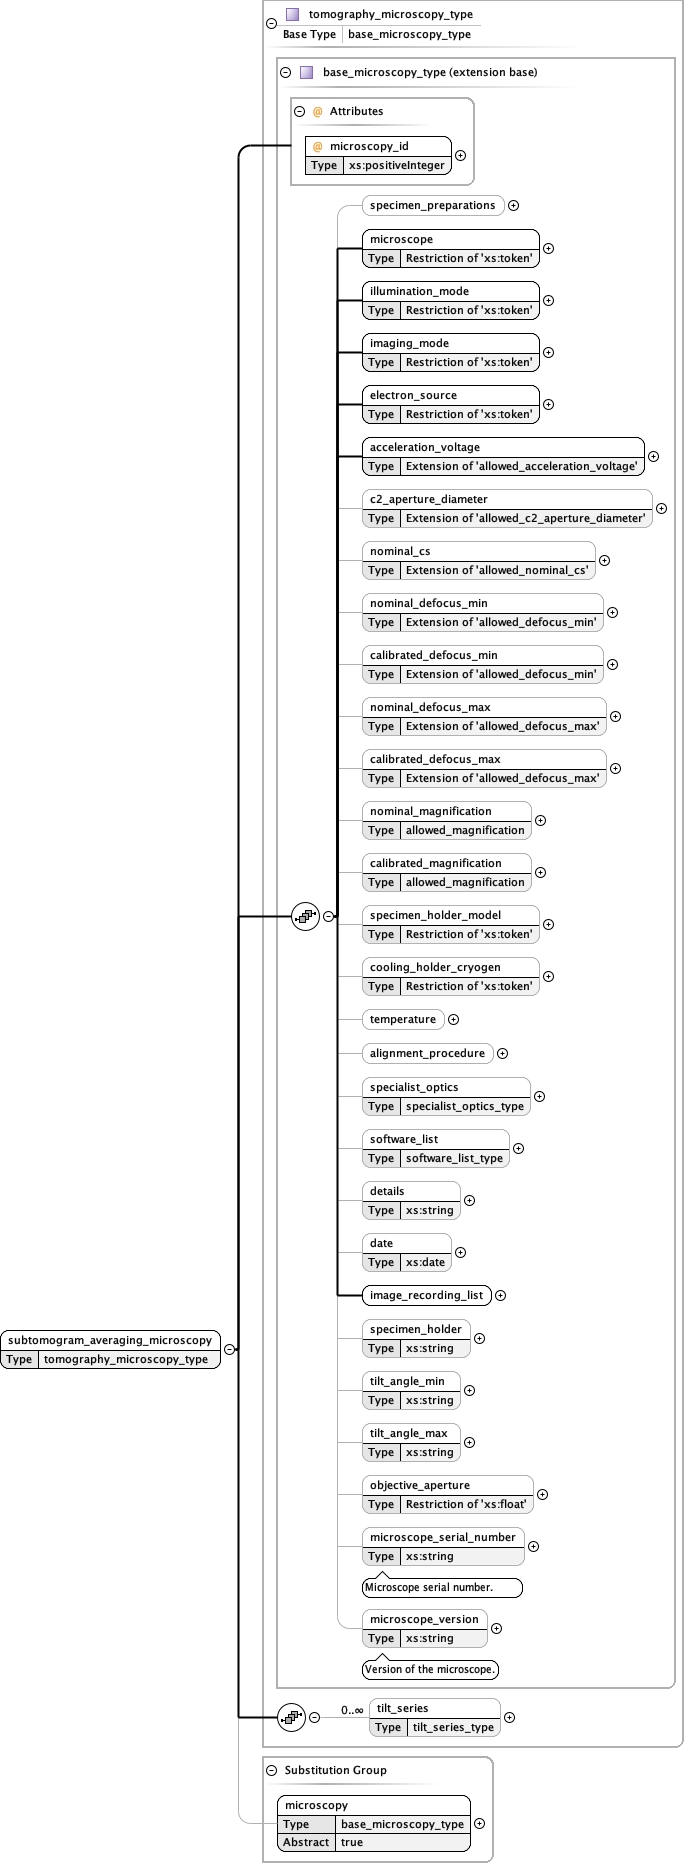 tomography_microscopy_type
Base Type base_microscopy_type
base_microscopy_type (extension base)
@ Attributes
@ microscopy_id
Type xs:positiveInteger
specimen_preparations
microscope
Type Restriction of 'xs:token'
illumination_mode
Type Restriction of 'xs:token'
imaging_mode
Type Restriction of 'xs:token'
electron_source
Type Restriction of 'xs:token'
acceleration_voltage
Type Extension of 'allowed_acceleration_voltage'
c2_aperture_diameter
Type Extension of 'allowed_c2_aperture_diameter'
nominal_cs
Type Extension of 'allowed_nominal_cs'
nominal_defocus_min
Type Extension of 'allowed_defocus_min'
calibrated_defocus_min
Type Extension of 'allowed_defocus_min'
nominal_defocus_max
Type Extension of 'allowed_defocus_max'
calibrated_defocus_max
Type Extension of 'allowed_defocus_max'
nominal_magnification
Type allowed_magnification
calibrated_magnification
Type allowed_magnification
specimen_holder_model
Type Restriction of 'xs:token'
cooling_holder_cryogen
Type Restriction of 'xs:token'
temperature
alignment_procedure
specialist_optics
Type specialist_optics_type
software_list
Type software_list_type
details
Type xs:string
date
Type xs:date
image_recording_list
specimen_holder
Type xs:string
subtomogram_averaging_microscopy
Type tomography_microscopy_type
tilt_angle_min
Type xs:string
tilt_angle_max
Type xs:string
objective_aperture
Type Restriction of 'xs:float'
microscope_serial_number
Type xs:string
Microscope serial number.
microscope_version
Type xs:string
Version of the microscope.
0..∞ tilt_series
Type tilt_series_type
Substitution Group
microscopy
Type base_microscopy_type
Abstract true